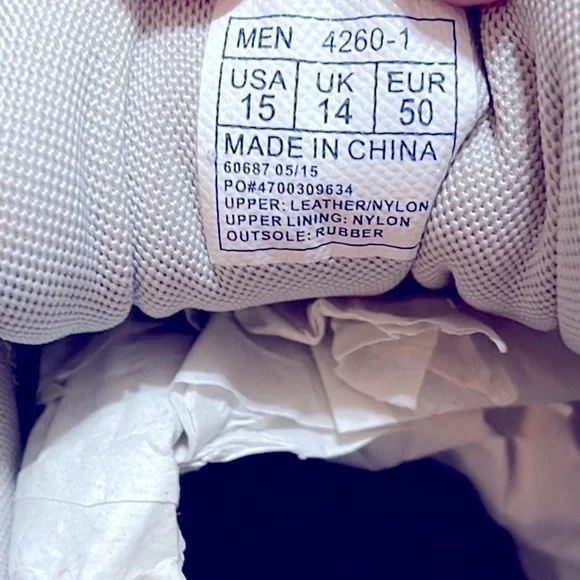 MEN 4260-1
USA UK EUR
15 14 50
MADE IN CHINA
60687 05/15
PO#4700309634
UPPER: LEATHER/NYLON
UPPER LINING: NYLON
OUTSOLE: RUBBER